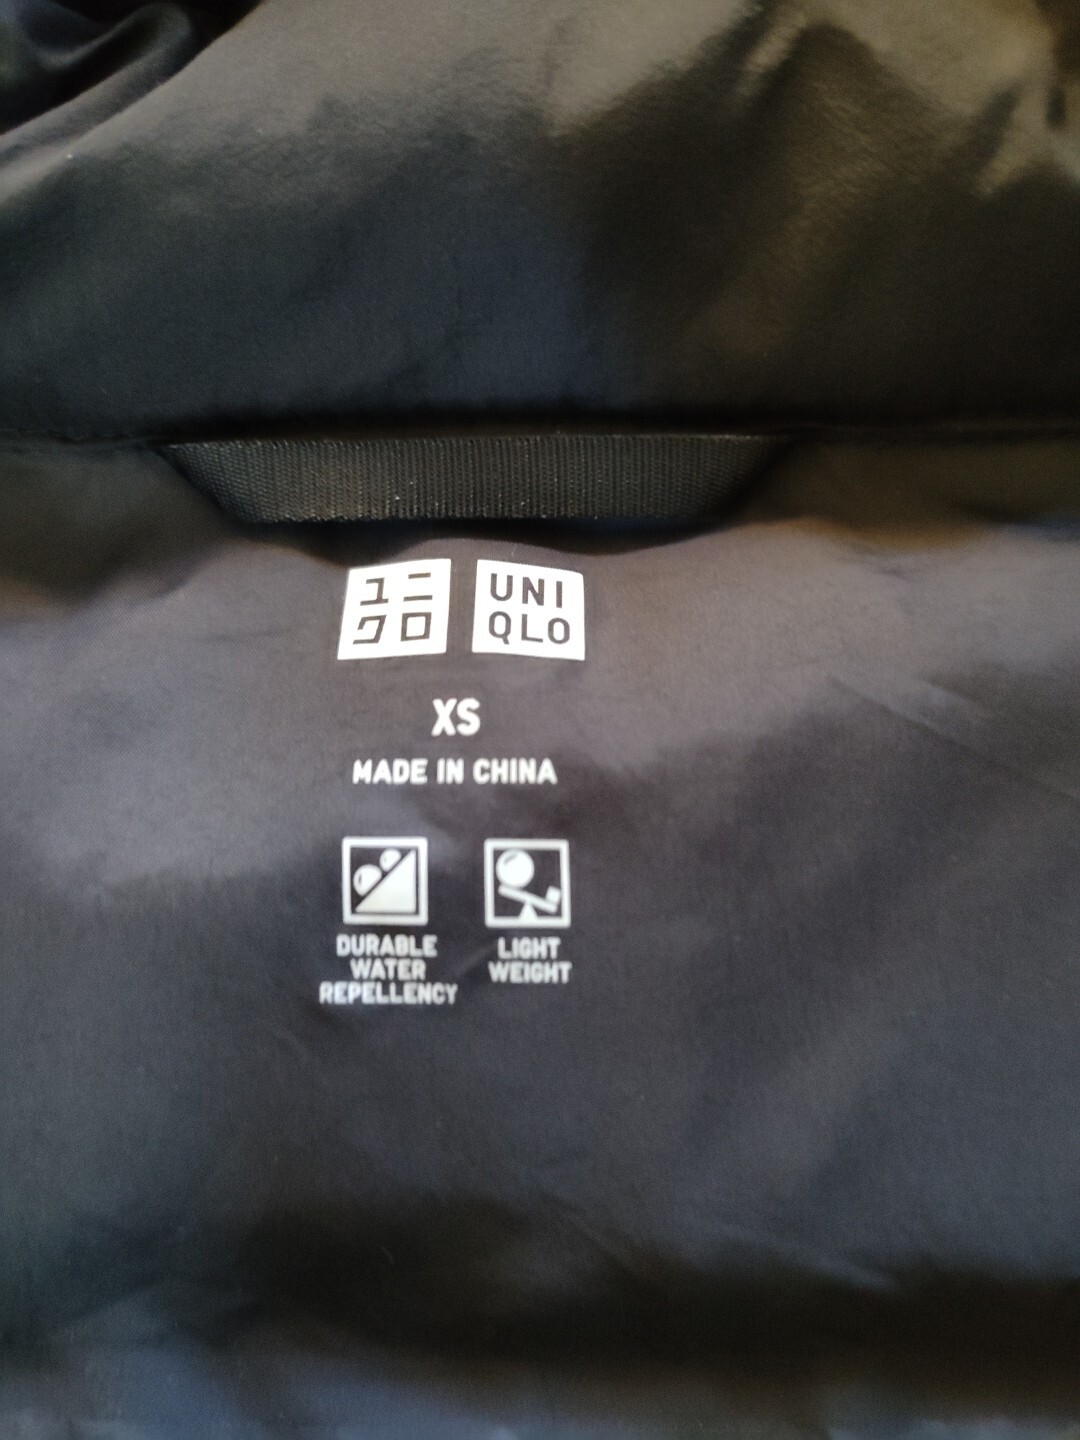 ユニ
クロ
UNI
QLO
XS
MADE IN CHINA
DURABLE
WATER
REPELLENCY
LIGHT
WEIGHT